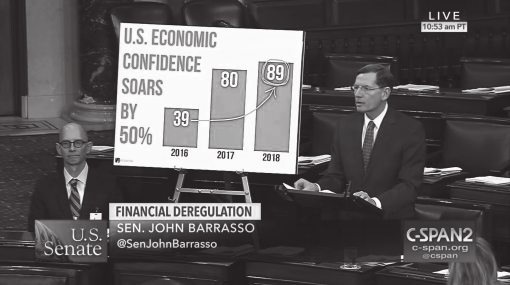 LIVE
10:53 am PT
U.S. ECONOMIC
CONFIDENCE
SOARS
BY
50%
39
80
89
2016
2017
2018
FINANCIAL DEREGULATION
SEN. JOHN BARRASSO
@SenJohnBarrasso
U.S.
Senate
C-SPAN2
c-span.org
@cspan